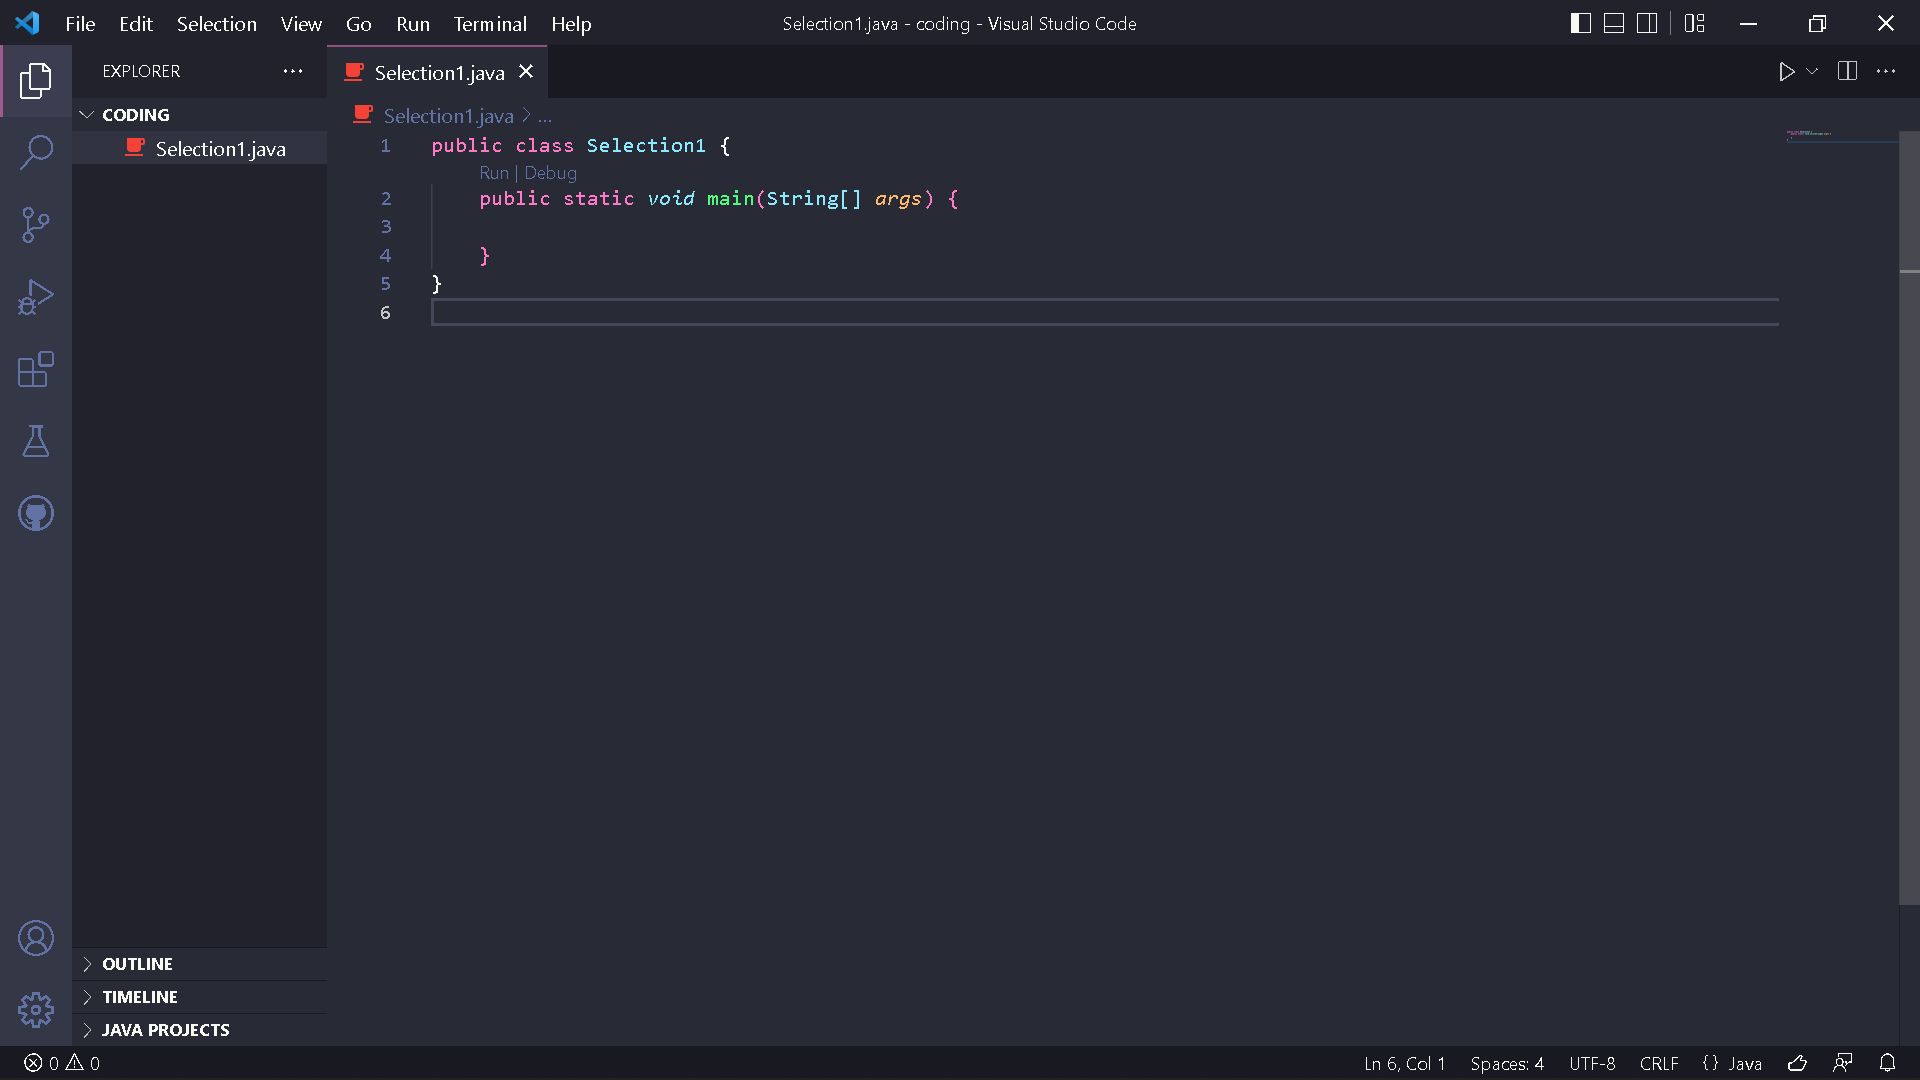 File Edit Selection View Go Run Terminal Help
Selection1.java - coding - Visual Studio Code
EXPLORER
CODING
Selection1.java
OUTLINE
TIMELINE
JAVA PROJECTS
Selection1.java
Selection1.java > ...
1 public class Selection1 {
Run | Debug
2 public static void main(String[] args) {
3
4 }
5 }
6
0 0
Ln 6, Col 1 Spaces: 4 UTF-8 CRLF {} Java